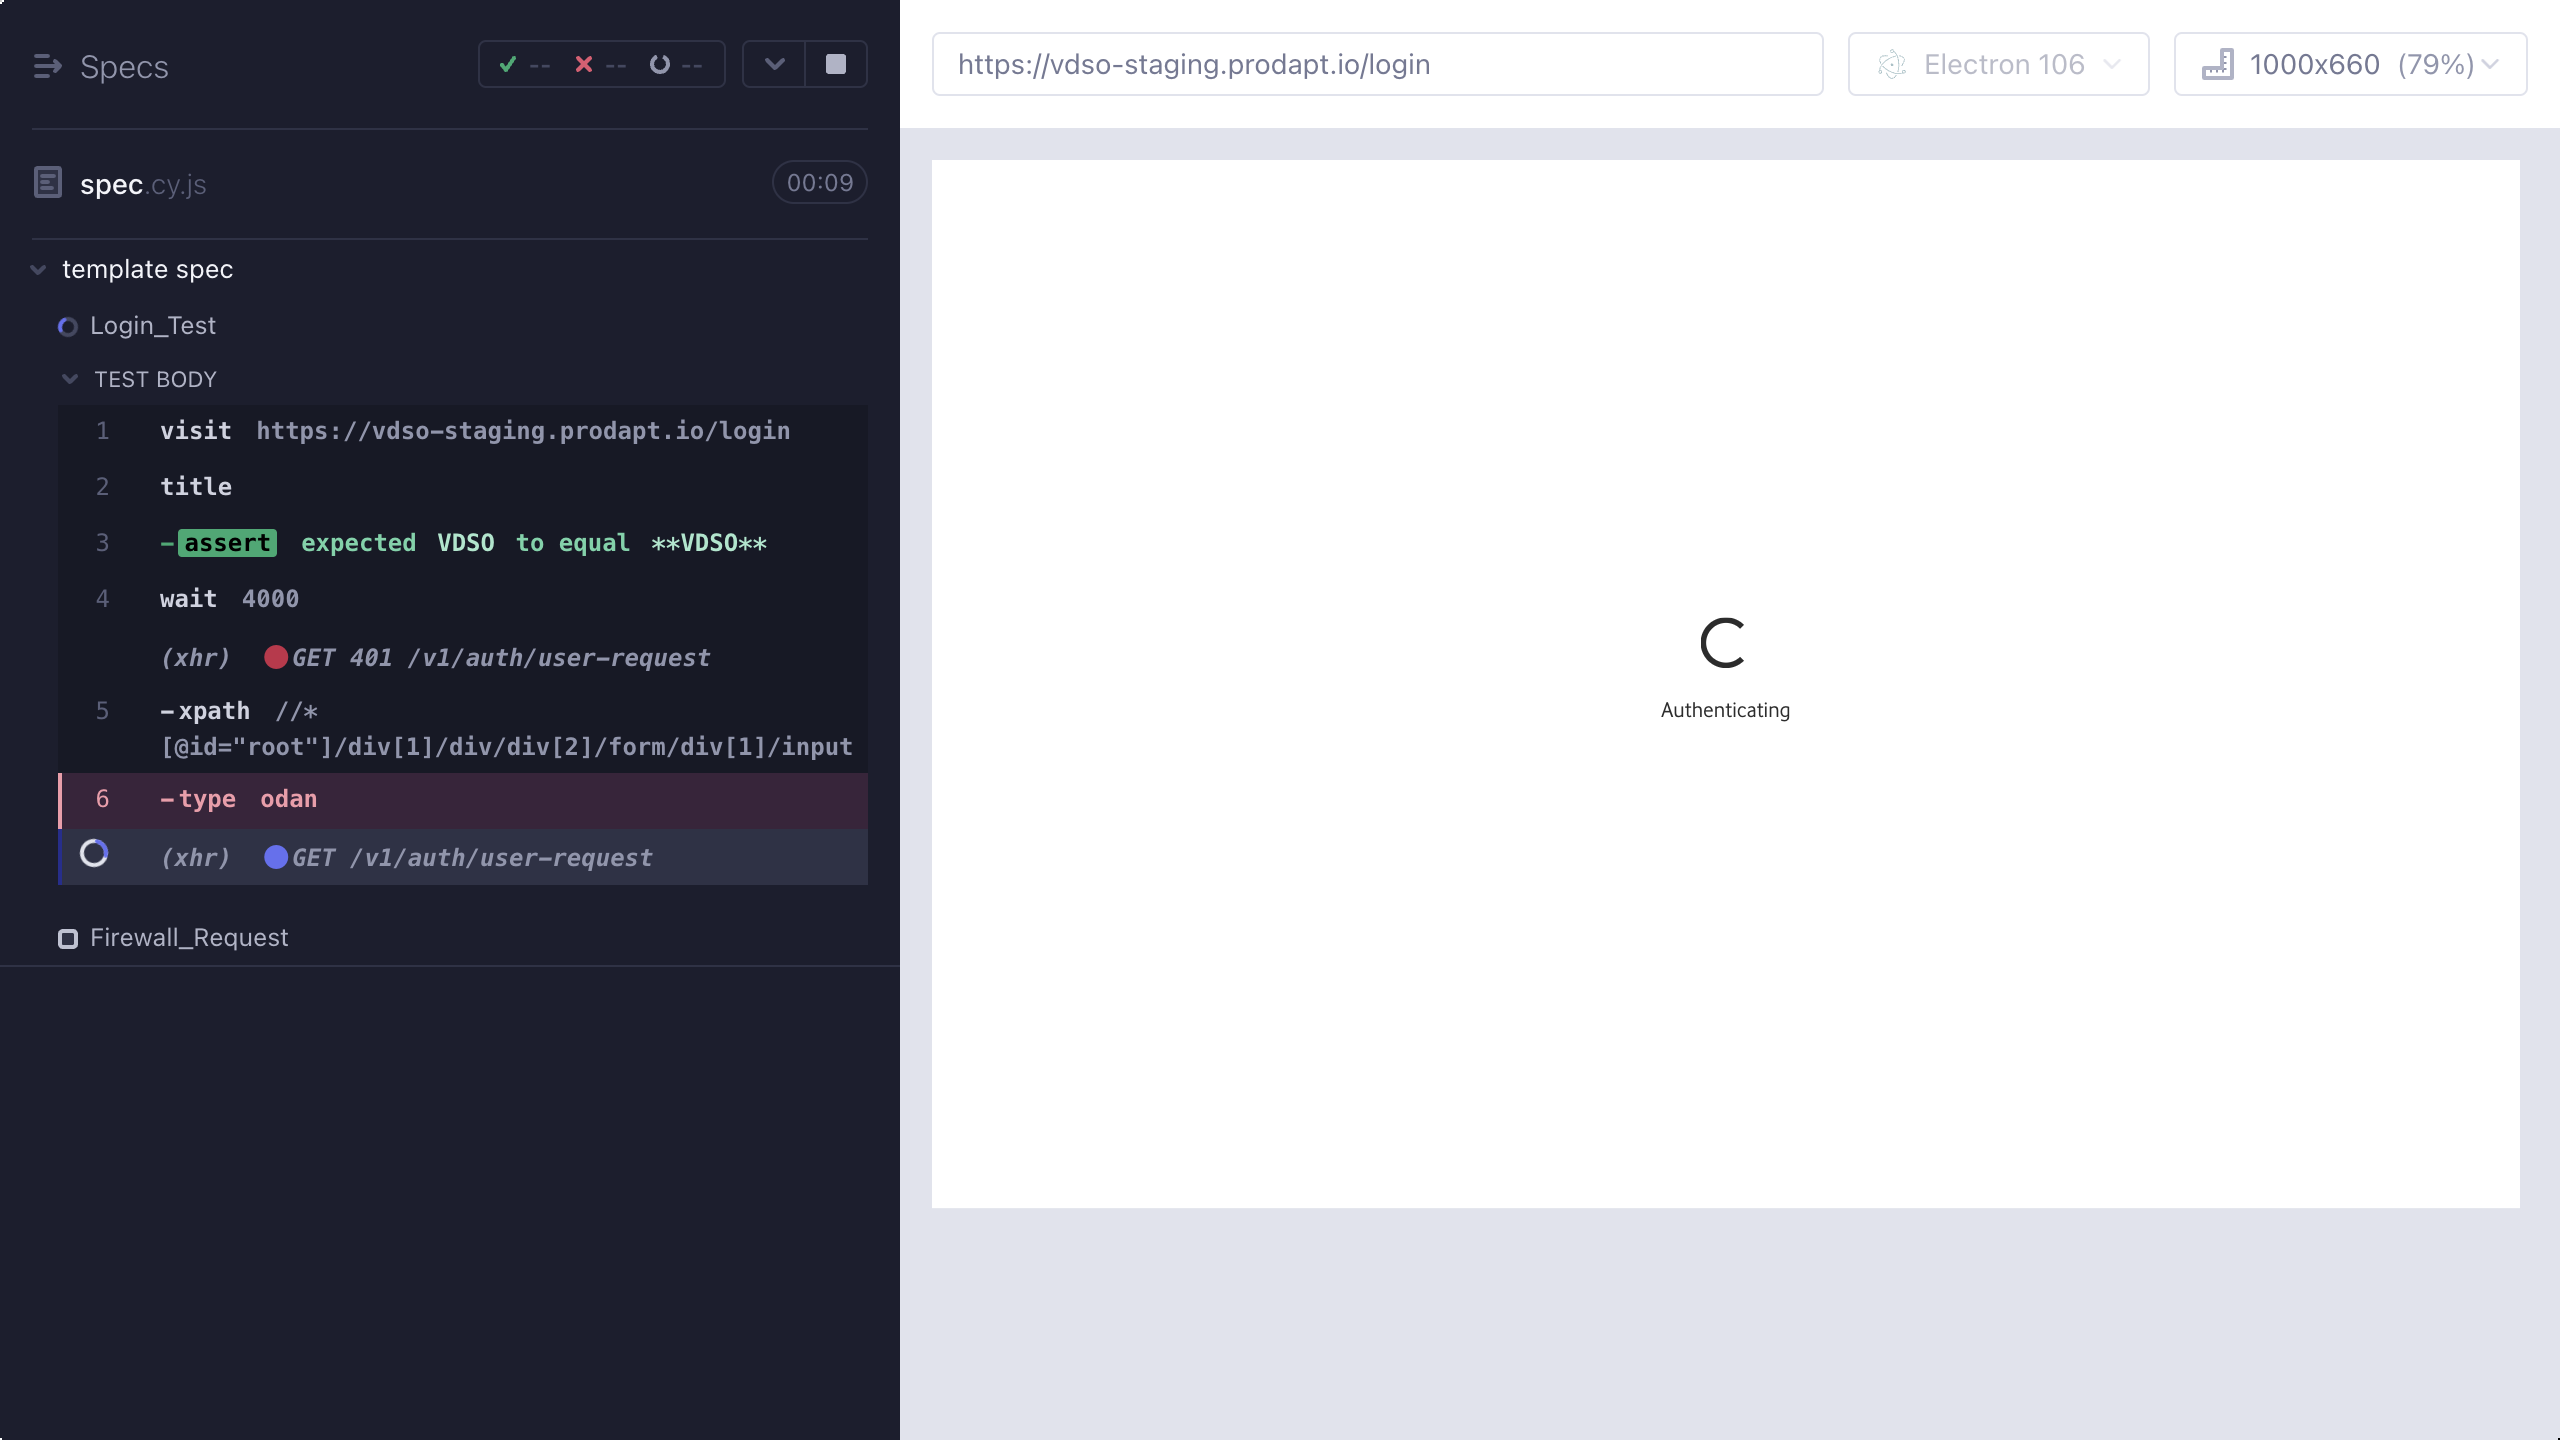 Specs
-- -- --
spec.cy.js
00:09
template spec
Login_Test
TEST BODY
1 visit https://vdso-staging.prodapt.io/login
2 title
3 -assert expected VDSO to equal **VDSO**
4 wait 4000
(xhr) GET 401 /v1/auth/user-request
5 -xpath //*
[@id="root"]/div[1]/div/div[2]/form/div[1]/input
6 -type odan
(xhr) GET /v1/auth/user-request
Firewall_Request
https://vdso-staging.prodapt.io/login
Electron 106
1000x660 (79%)
Authenticating